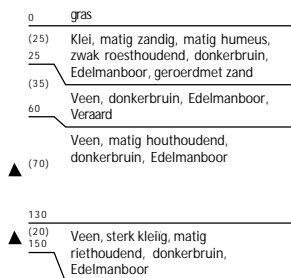 0 gras
(25) Klei, matig zandig, matig humeus,
25 zwak roesthoudend, donkerbruin,
Edelmanboor, geroerdmet zand
(35)
Veen, donkerbruin, Edelmanboor,
60 Veraard
Veen, matig houthoudend,
(70) donkerbruin, Edelmanboor
130
(20) Veen, sterk kleiïg, matig
150 riethoudend, donkerbruin,
Edelmanboor